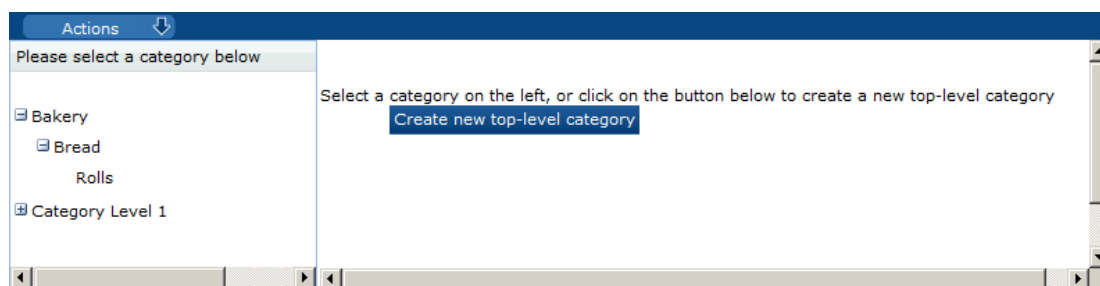 Actions
Please select a category below
Bakery
Bread
Rolls
Category Level 1
Select a category on the left, or click on the button below to create a new top-level category
Create new top-level category